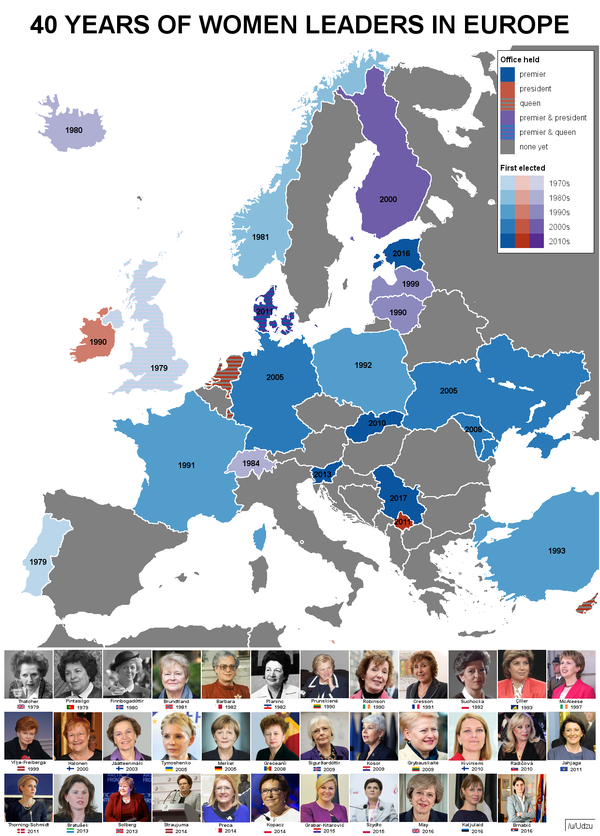 40 YEARS OF WOMEN LEADERS IN EUROPE
Office held
premier
president
queen
premier & president
premier & queen
none yet
First elected
1970s
1980s
1990s
2000s
2010s
1980
2000
1981
2016
1999
1990
2011
1990
1979
1992
2005
2005
2009
2010
1991
1984
2013
2017
2011
1979
1993
Thatcher Pintasilgo Finnbogadóttir Brundtland Barbara Planinc Prunskienė Robinson Cresson Suchocka Çiller McAleese
1979 1979 1980 1981 1982 1982 1990 1990 1991 1992 1993 1997
Vīķe-Freiberga Halonen Jäätteenmäki Tymoshenko Merkel Greceanîi Sigurðardóttir Kosor Grybauskaitė Kiviniemi Radičová Jahjaga
1999 2000 2003 2005 2005 2008 2009 2009 2009 2010 2010 2011
Thorning-Schmidt Bratušek Solberg Straujuma Preca Kopacz Grabar-Kitarović Szydło May Kaljulaid Brnabić
2011 2013 2013 2014 2014 2014 2015 2015 2016 2016 2016
/u/Udzu